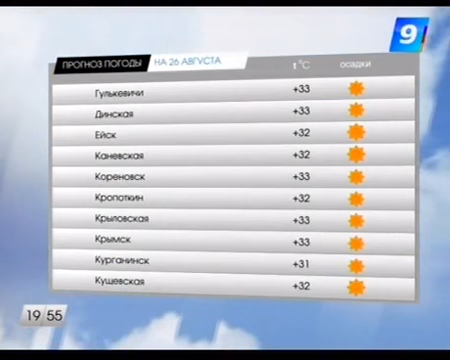 9
ПРОГНОЗ ПОГОДЫ НА 26 АВГУСТА t °C ОСАДКИ
Гулькевичи +33
Динская +33
Ейск +32
Каневская +32
Кореновск +33
Кропоткин +32
Крыловская +33
Крымск +33
Курганинск +31
Кущевская +32
19 55